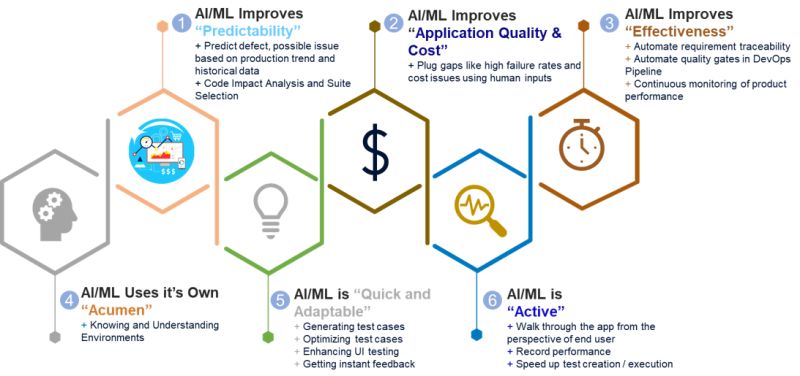 1
AI/ML Improves
“Predictability”
+ Predict defect, possible issue
based on production trend and
historical data
+ Code Impact Analysis and Suite
Selection
2
AI/ML Improves
“Application Quality &
Cost”
+ Plug gaps like high failure rates and
cost issues using human inputs
3
AI/ML Improves
“Effectiveness”
+ Automate requirement traceability
+ Automate quality gates in DevOps
Pipeline
+ Continuous monitoring of product
performance
$$$
$
4
AI/ML Uses it’s Own
“Acumen”
+ Knowing and Understanding
Environments
5
AI/ML is “Quick and
Adaptable”
+ Generating test cases
+ Optimizing test cases
+ Enhancing UI testing
+ Getting instant feedback
6
AI/ML is
“Active”
+ Walk through the app from the
perspective of end user
+ Record performance
+ Speed up test creation / execution